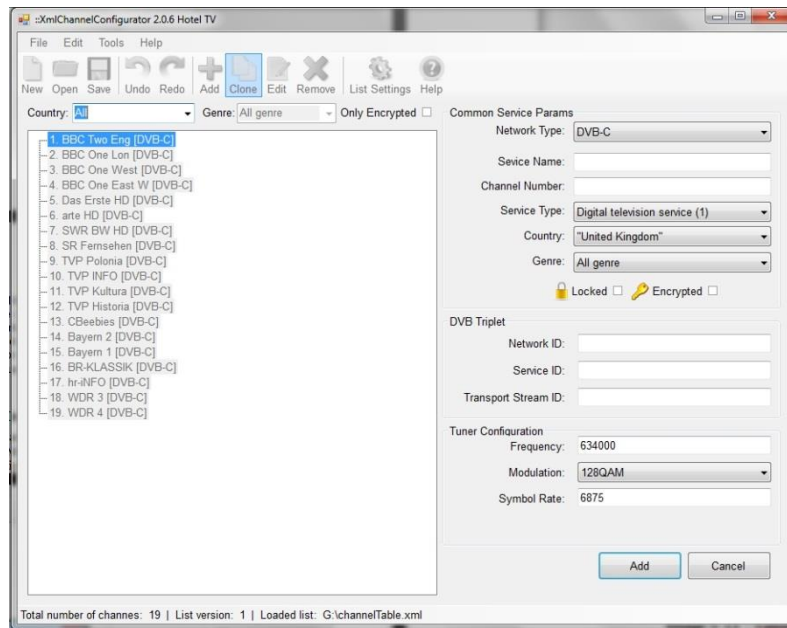 ::XmlChannelConfigurator 2.0.6 Hotel TV
File Edit Tools Help
New Open Save Undo Redo Add Clone Edit Remove List Settings Help
Country: All Genre: All genre Only Encrypted
1. BBC Two Eng [DVB-C]
2. BBC One Lon [DVB-C]
3. BBC One West [DVB-C]
4. BBC One East W [DVB-C]
5. Das Erste HD [DVB-C]
6. arte HD [DVB-C]
7. SWR BW HD [DVB-C]
8. SR Fernsehen [DVB-C]
9. TVP Polonia [DVB-C]
10. TVP INFO [DVB-C]
11. TVP Kultura [DVB-C]
12. TVP Historia [DVB-C]
13. CBeebies [DVB-C]
14. Bayern 2 [DVB-C]
15. Bayern 1 [DVB-C]
16. BR-KLASSIK [DVB-C]
17. hr-iNFO [DVB-C]
18. WDR 3 [DVB-C]
19. WDR 4 [DVB-C]
Common Service Params
Network Type: DVB-C
Sevice Name:
Channel Number:
Service Type: Digital television service (1)
Country: "United Kingdom"
Genre: All genre
Locked Encrypted
DVB Triplet
Network ID:
Service ID:
Transport Stream ID:
Tuner Configuration
Frequency: 634000
Modulation: 128QAM
Symbol Rate: 6875
Add Cancel
Total number of channes: 19 | List version: 1 | Loaded list: G:\channelTable.xml